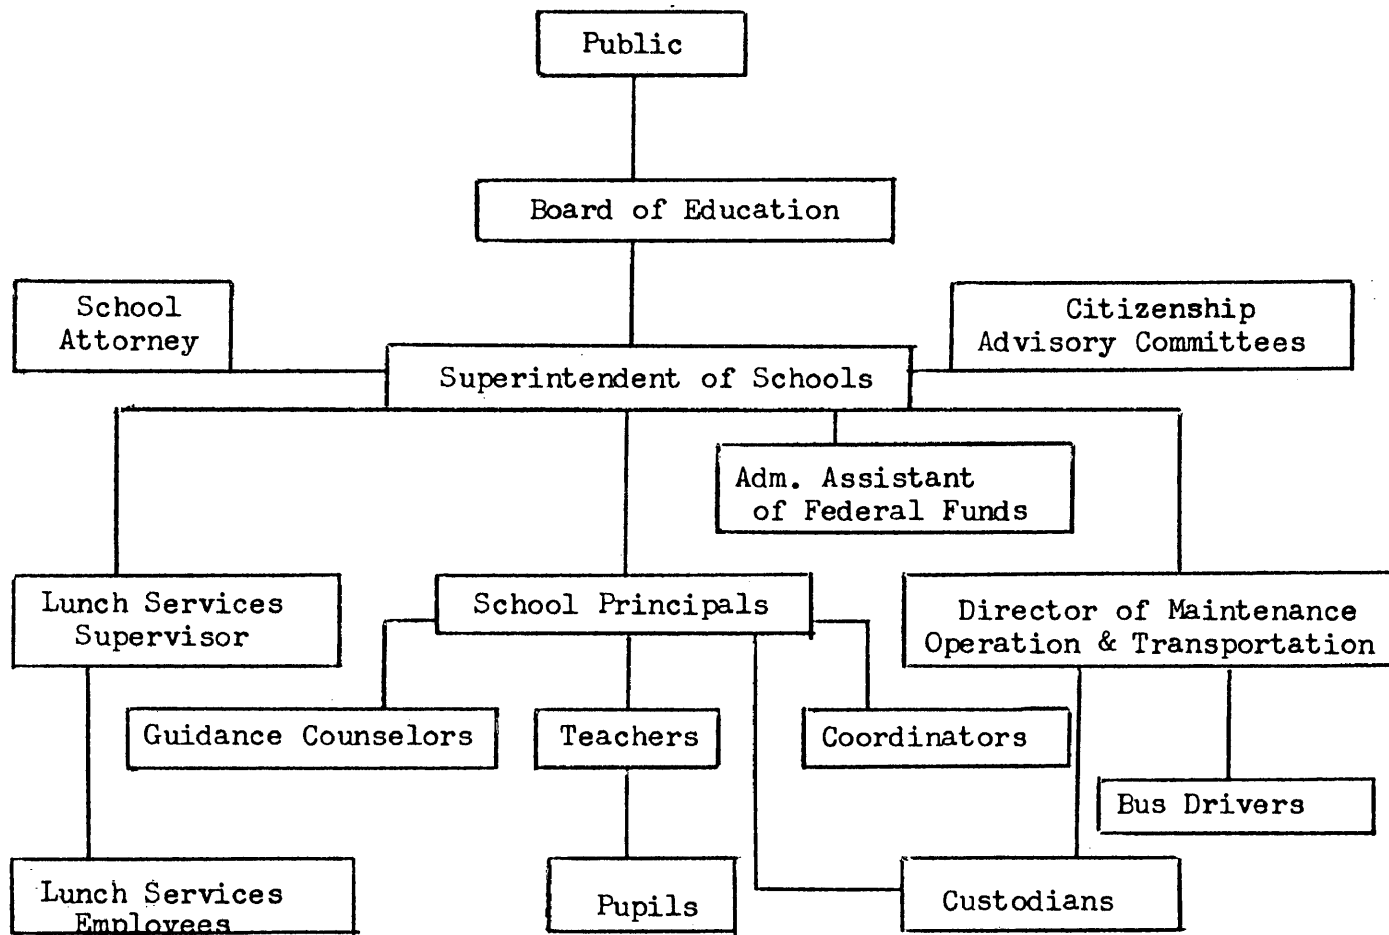 Public
Board of Education
School
Attorney
Citizenship
Advisory Committees
Superintendent of Schools
Adm. Assistant
of Federal Funds
Lunch Services
Supervisor
School Principals
Director of Maintenance
Operation & Transportation
Guidance Counselors
Teachers
Coordinators
Bus Drivers
Lunch Services
Employees
Pupils
Custodians